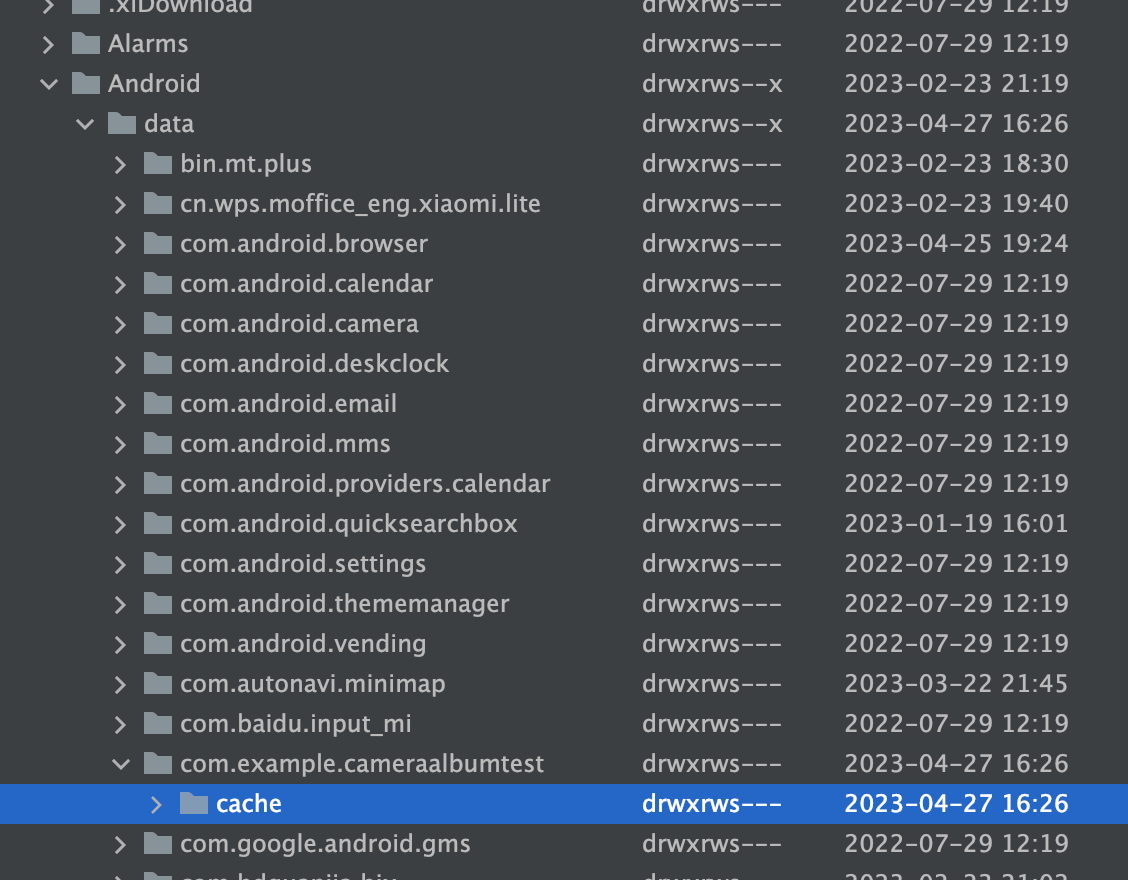 .xlDownload drwxrws--- 2022-07-29 12:19
Alarms drwxrws--- 2022-07-29 12:19
Android drwxrws--x 2023-02-23 21:19
data drwxrws--x 2023-04-27 16:26
bin.mt.plus drwxrws--- 2023-02-23 18:30
cn.wps.moffice_eng.xiaomi.lite drwxrws--- 2023-02-23 19:40
com.android.browser drwxrws--- 2023-04-25 19:24
com.android.calendar drwxrws--- 2022-07-29 12:19
com.android.camera drwxrws--- 2022-07-29 12:19
com.android.deskclock drwxrws--- 2022-07-29 12:19
com.android.email drwxrws--- 2022-07-29 12:19
com.android.mms drwxrws--- 2022-07-29 12:19
com.android.providers.calendar drwxrws--- 2022-07-29 12:19
com.android.quicksearchbox drwxrws--- 2023-01-19 16:01
com.android.settings drwxrws--- 2022-07-29 12:19
com.android.thememanager drwxrws--- 2022-07-29 12:19
com.android.vending drwxrws--- 2022-07-29 12:19
com.autonavi.minimap drwxrws--- 2023-03-22 21:45
com.baidu.input_mi drwxrws--- 2022-07-29 12:19
com.example.cameraalbumtest drwxrws--- 2023-04-27 16:26
cache drwxrws--- 2023-04-27 16:26
com.google.android.gms drwxrws--- 2022-07-29 12:19